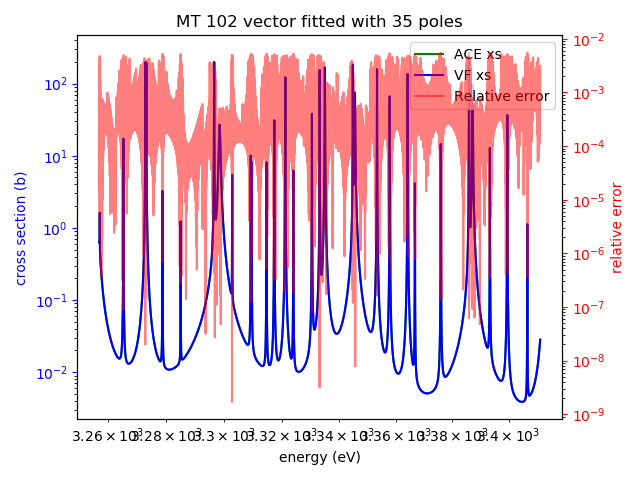 MT 102 vector fitted with 35 poles
ACE xs
VF xs
Relative error
10²
10¹
10⁰
10⁻¹
10⁻²
cross section (b)
10⁻²
10⁻³
10⁻⁴
10⁻⁵
10⁻⁶
10⁻⁷
10⁻⁸
10⁻⁹
relative error
3.26 × 10³ 3.28 × 10³ 3.3 × 10³ 3.32 × 10³ 3.34 × 10³ 3.36 × 10³ 3.38 × 10³ 3.4 × 10³
energy (eV)